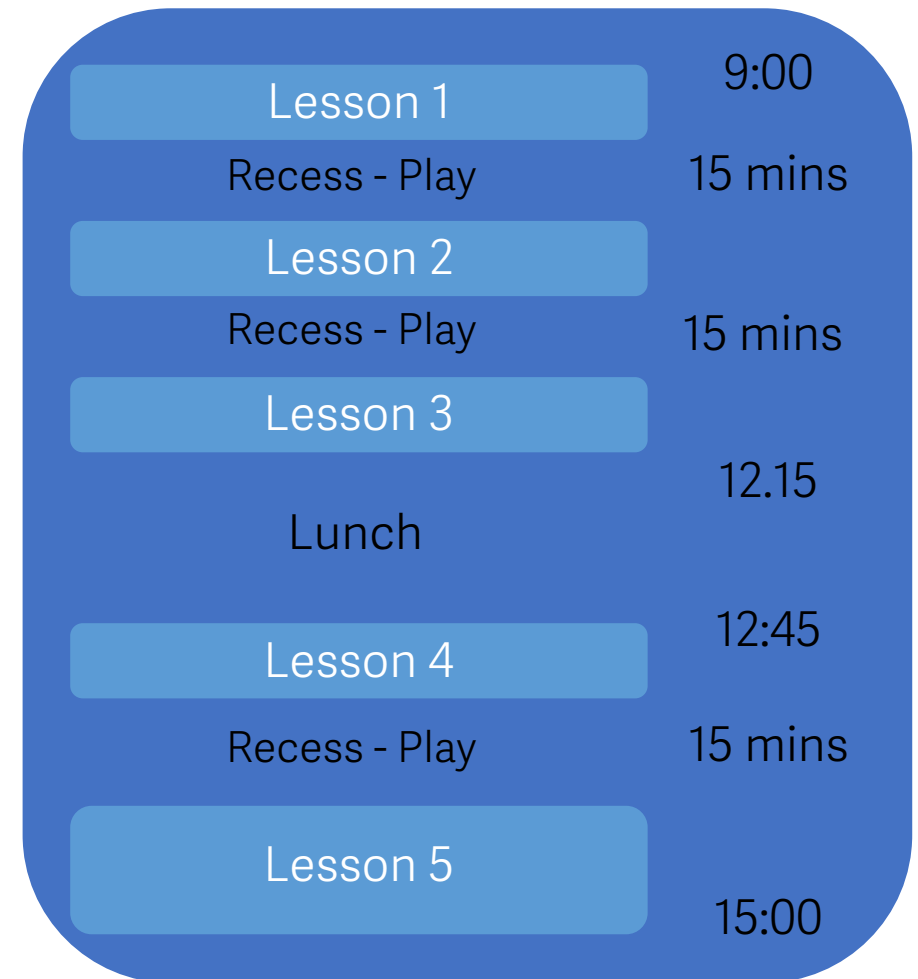 Lesson 1 9:00
Recess - Play 15 mins
Lesson 2
Recess - Play 15 mins
Lesson 3
12.15
Lunch
12:45
Lesson 4
Recess - Play 15 mins
Lesson 5
15:00